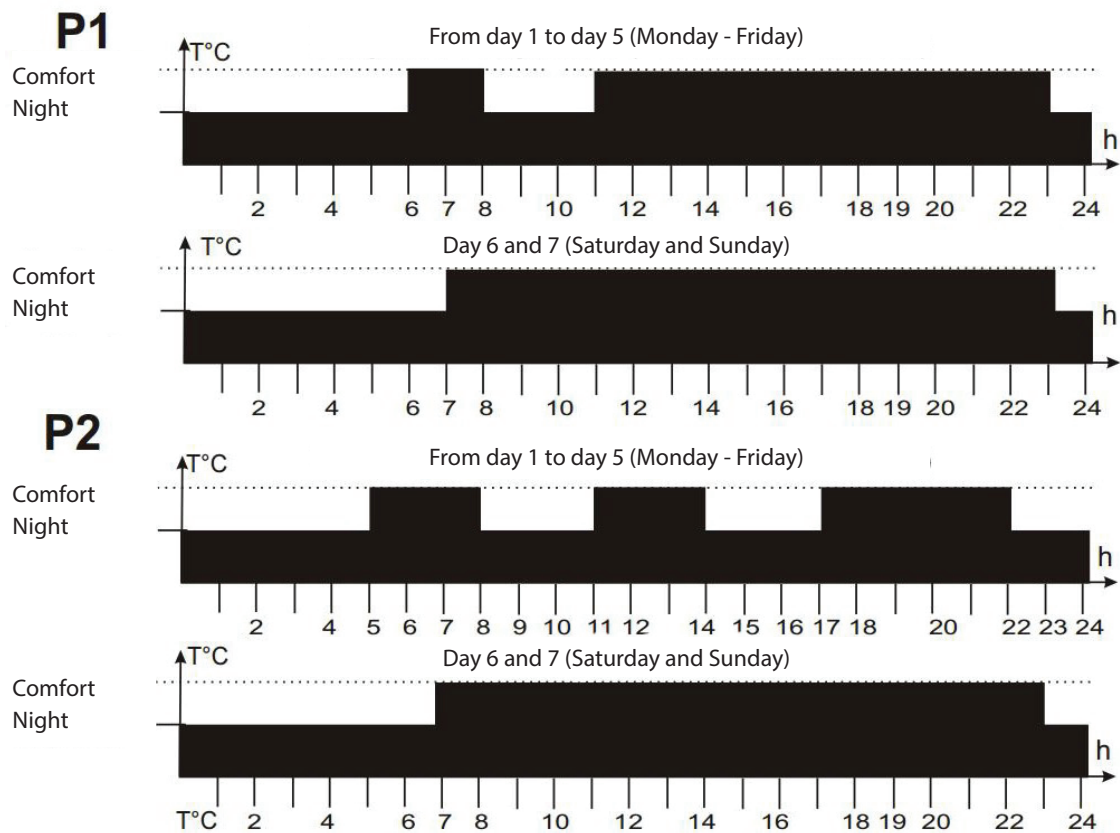 P1
From day 1 to day 5 (Monday - Friday)
T°C
Comfort
Night
h
2 4 6 7 8 10 12 14 16 18 19 20 22 24
Day 6 and 7 (Saturday and Sunday)
T°C
Comfort
Night
h
2 4 6 7 8 10 12 14 16 18 19 20 22 24
P2
From day 1 to day 5 (Monday - Friday)
T°C
Comfort
Night
h
2 4 5 6 7 8 9 10 11 12 14 15 16 17 18 20 22 23 24
Day 6 and 7 (Saturday and Sunday)
T°C
Comfort
Night
h
T°C 2 4 6 7 8 10 12 14 16 18 19 20 22 24